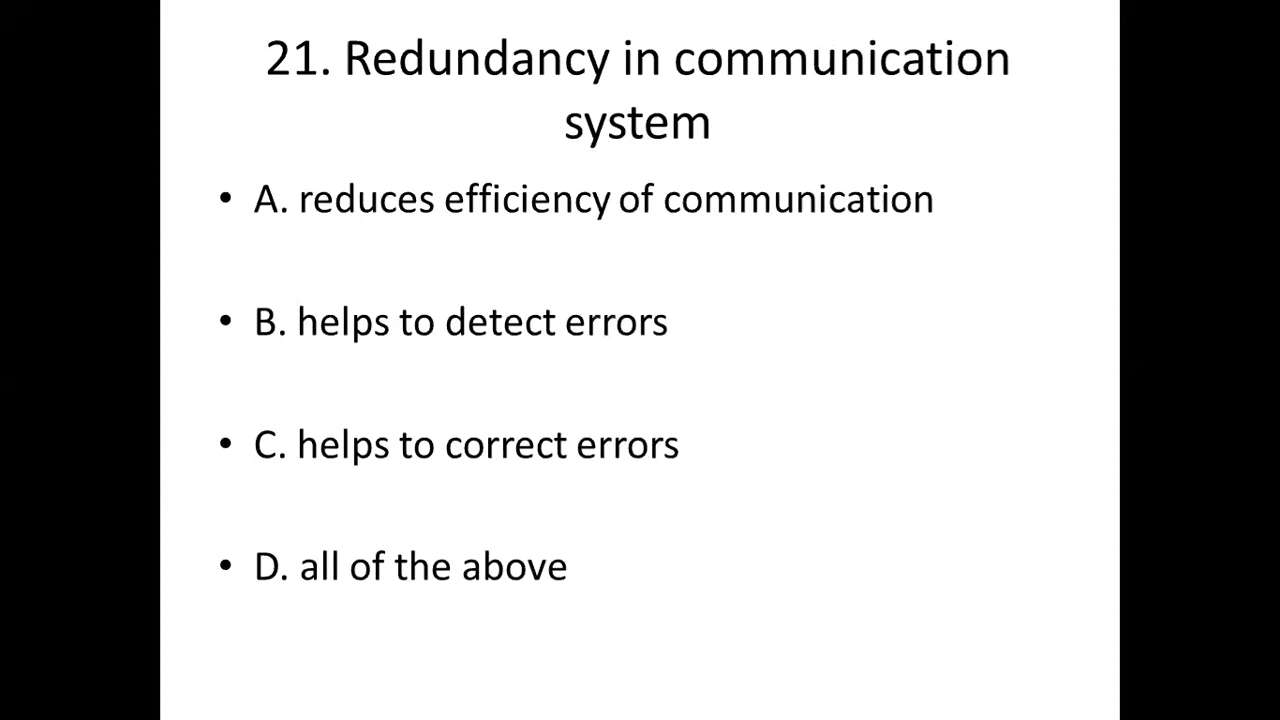 21. Redundancy in communication
system
• A. reduces efficiency of communication
• B. helps to detect errors
• C. helps to correct errors
• D. all of the above